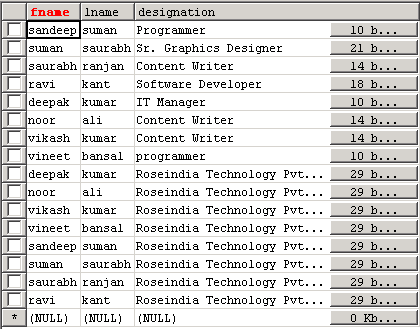 fname lname designation
sandeep suman Programmer 10 b...
suman saurabh Sr. Graphics Designer 21 b...
saurabh ranjan Content Writer 14 b...
ravi kant Software Developer 18 b...
deepak kumar IT Manager 10 b...
noor ali Content Writer 14 b...
vikash kumar Content Writer 14 b...
vineet bansal programmer 10 b...
deepak kumar Roseindia Technology Pvt... 29 b...
noor ali Roseindia Technology Pvt... 29 b...
vikash kumar Roseindia Technology Pvt... 29 b...
vineet bansal Roseindia Technology Pvt... 29 b...
sandeep suman Roseindia Technology Pvt... 29 b...
suman saurabh Roseindia Technology Pvt... 29 b...
saurabh ranjan Roseindia Technology Pvt... 29 b...
ravi kant Roseindia Technology Pvt... 29 b...
* (NULL) (NULL) (NULL) 0 Kb...